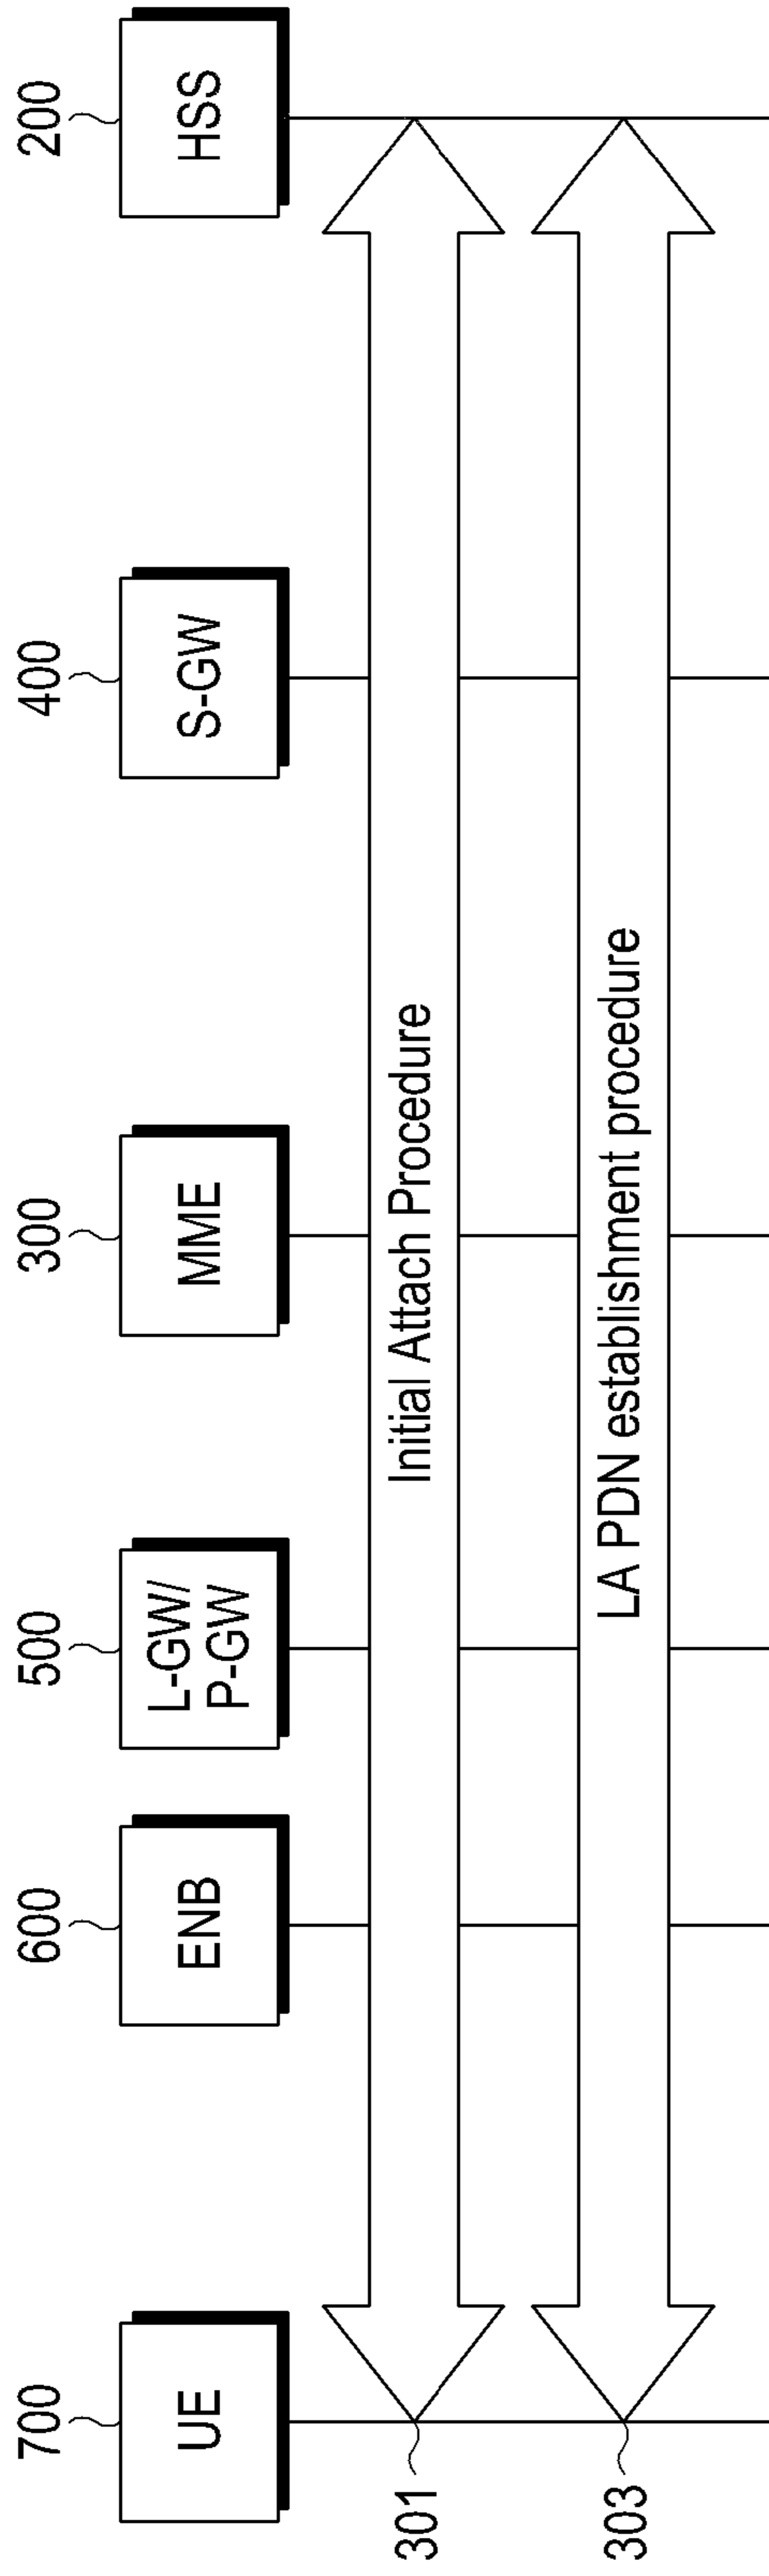 700
600
500
300
400
200
UE
ENB
L-GW/
P-GW
MME
S-GW
HSS
301
Initial Attach Procedure
303
LA PDN establishment procedure